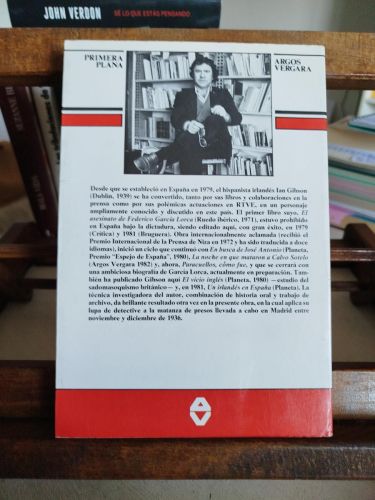 JOHN VERDON
SÉ LO QUE ESTÁS PENSANDO
PRIMERA
PLANA
ARGOS
VERGARA
Desde que se estableció en España en 1979, el hispanista irlandés Ian Gibson
(Dublín, 1939) se ha convertido, tanto por sus libros y colaboraciones en la
prensa como por sus polémicas actuaciones en RTVE, en un personaje
ampliamente conocido y discutido en este país. El primer libro suyo, El
asesinato de Federico García Lorca (Ruedo ibérico, 1971), estuvo prohibido
en España bajo la dictadura, siendo editado aquí, con gran éxito, en 1979
(Crítica) y 1981 (Bruguera). Obra internacionalmente aclamada (recibió el
Premio Internacional de la Prensa de Niza en 1972 y ha sido traducida a doce
idiomas), inició un ciclo que continuó con En busca de José Antonio (Planeta,
Premio "Espejo de España", 1980), La noche en que mataron a Calvo Sotelo
(Argos Vergara 1982) y, ahora, Paracuellos, cómo fue, y que se cerrará con
una ambiciosa biografía de García Lorca, actualmente en preparación. Tam-
bién ha publicado Gibson aquí El vicio inglés (Planeta, 1980) —estudio del
sadomasoquismo británico— y, en 1981, Un irlandés en España (Planeta). La
técnica investigadora del autor, combinación de historia oral y trabajo de
archivo, da brillante resultado otra vez en la presente obra, en la cual aplica su
lupa de detective a la matanza de presos llevada a cabo en Madrid entre
noviembre y diciembre de 1936.